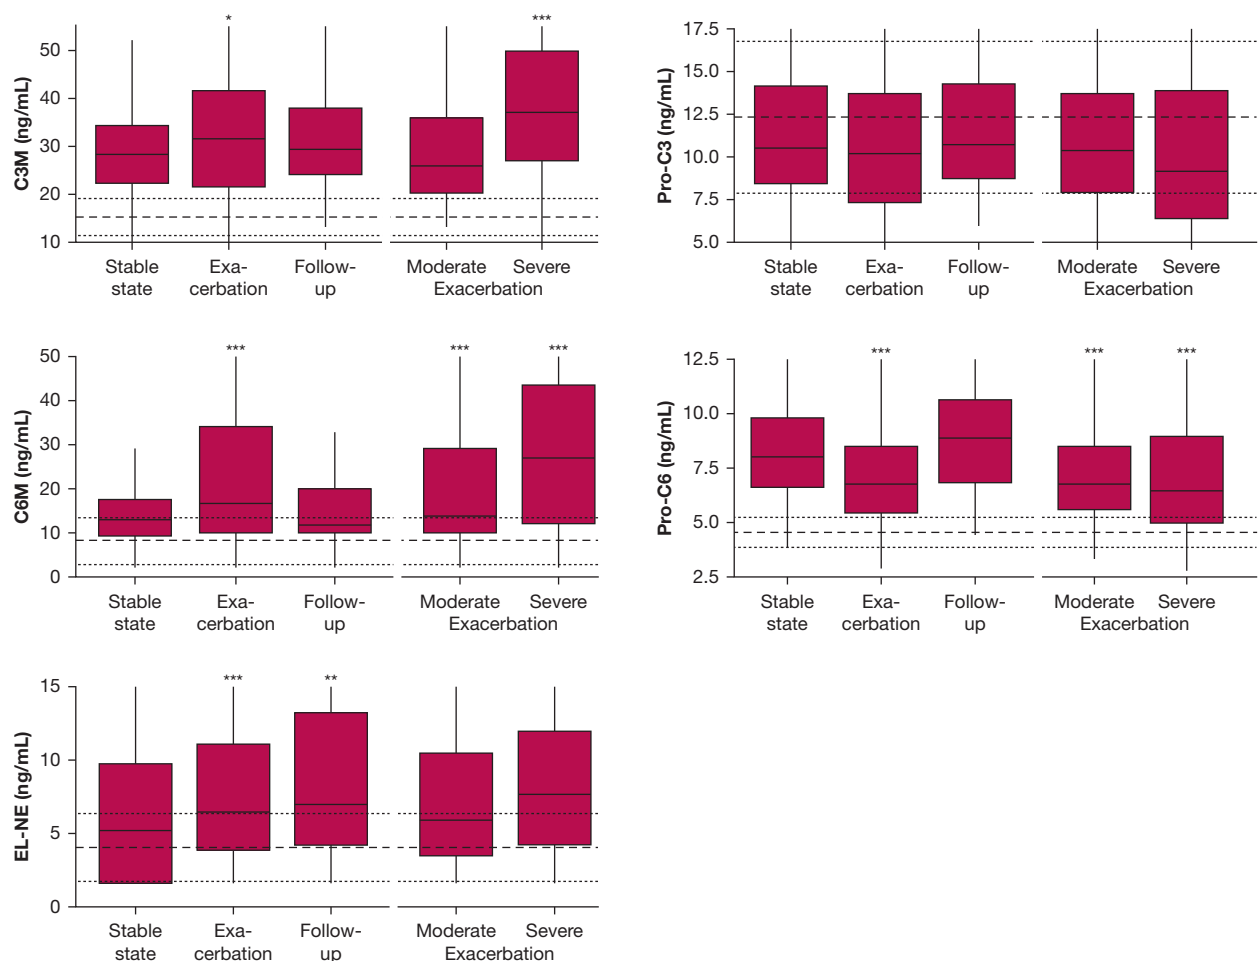 C3M (ng/mL)
50
40
30
20
10
*
***
Stable
state
Exa-
cerbation
Follow-
up
Moderate
Severe
Exacerbation
Pro-C3 (ng/mL)
17.5
15.0
12.5
10.0
7.5
5.0
Stable
state
Exa-
cerbation
Follow-
up
Moderate
Severe
Exacerbation
C6M (ng/mL)
50
40
30
20
10
0
***
***
***
Stable
state
Exa-
cerbation
Follow-
up
Moderate
Severe
Exacerbation
Pro-C6 (ng/mL)
12.5
10.0
7.5
5.0
2.5
***
***
***
Stable
state
Exa-
cerbation
Follow-
up
Moderate
Severe
Exacerbation
EL-NE (ng/mL)
15
10
5
0
***
**
Stable
state
Exa-
cerbation
Follow-
up
Moderate
Severe
Exacerbation